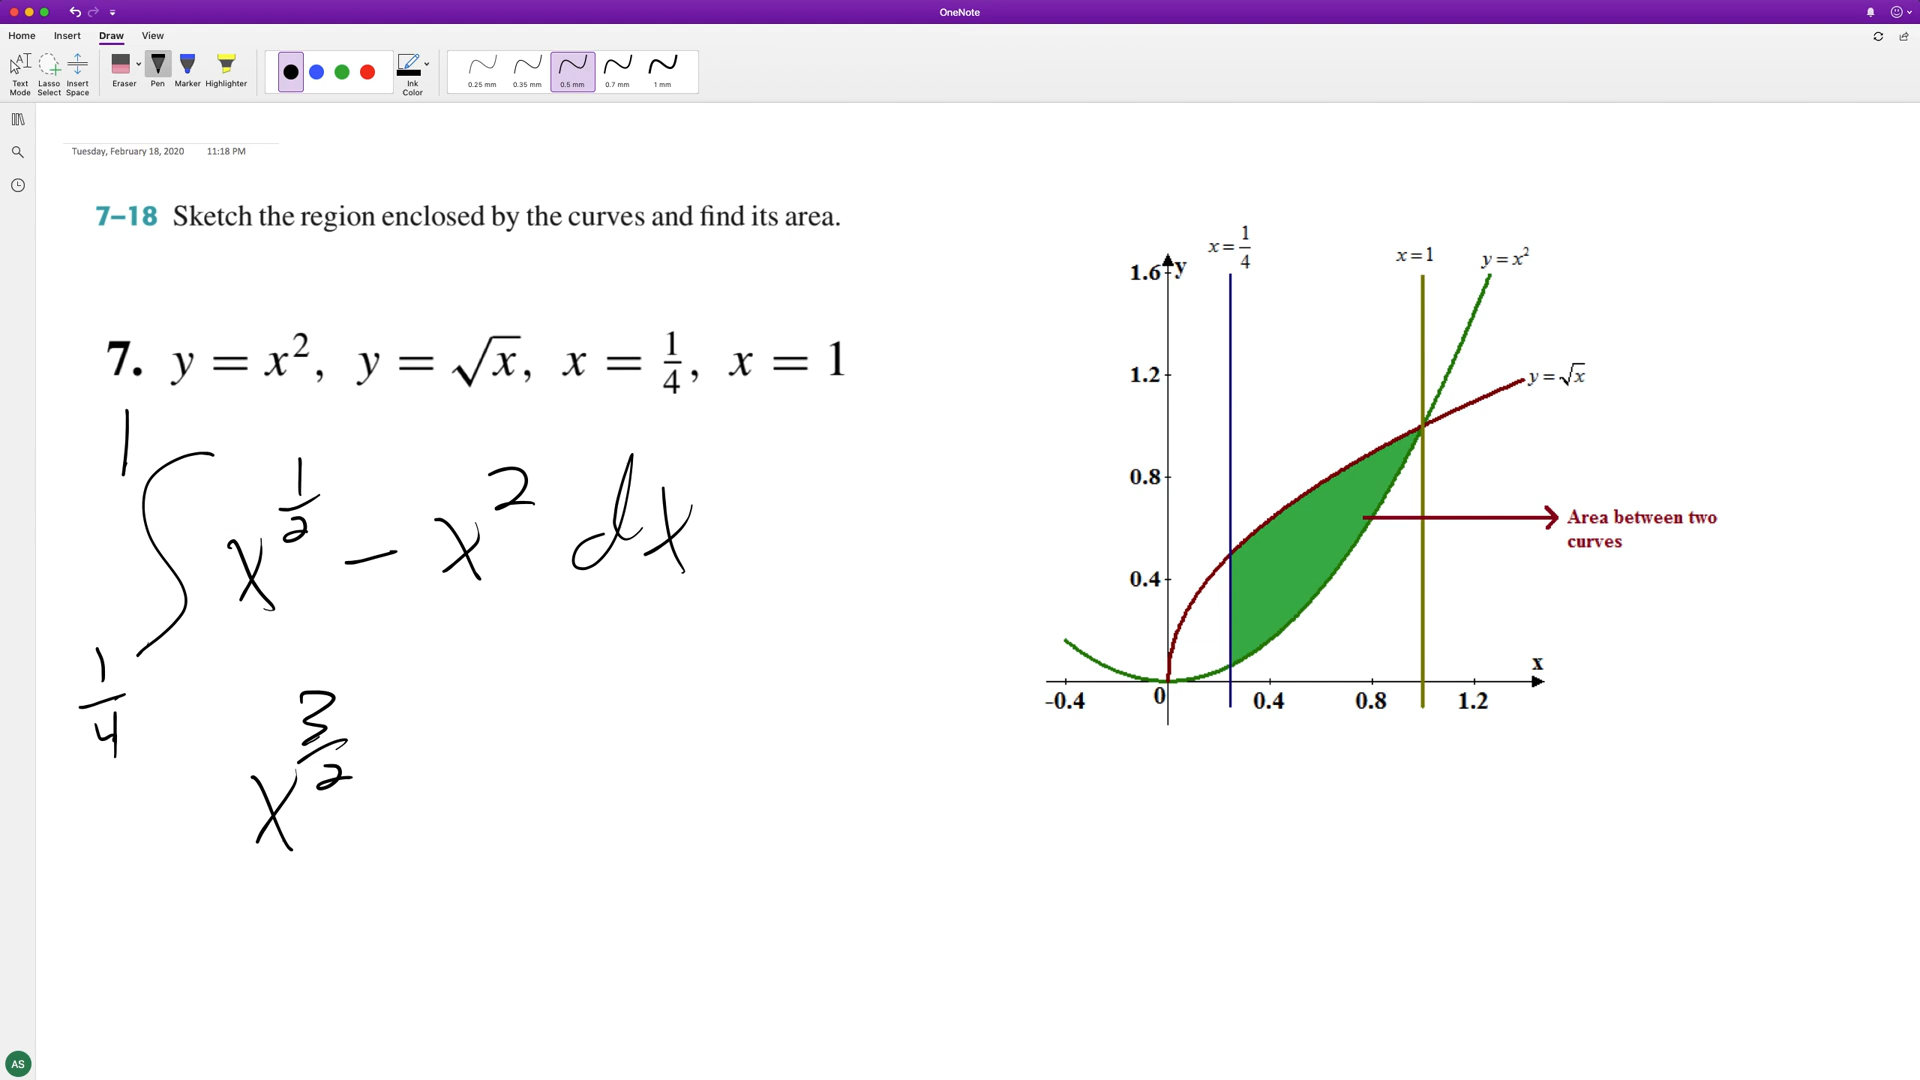 OneNote
Home Insert Draw View
Text Mode Lasso Select Insert Space Eraser Pen Marker Highlighter Ink Color 0.25 mm 0.35 mm 0.5 mm 0.7 mm 1 mm
Tuesday, February 18, 2020 11:18 PM
7–18 Sketch the region enclosed by the curves and find its area.
7. y = x², y = √x, x = 1/4, x = 1
∫_{1/4}^{1} x^{1/2} − x² dx
x^{3/2}
x = 1/4 x = 1 y = x²
1.6 y
1.2 y = √x
0.8
Area between two
curves
0.4
x
-0.4 0 0.4 0.8 1.2
AS